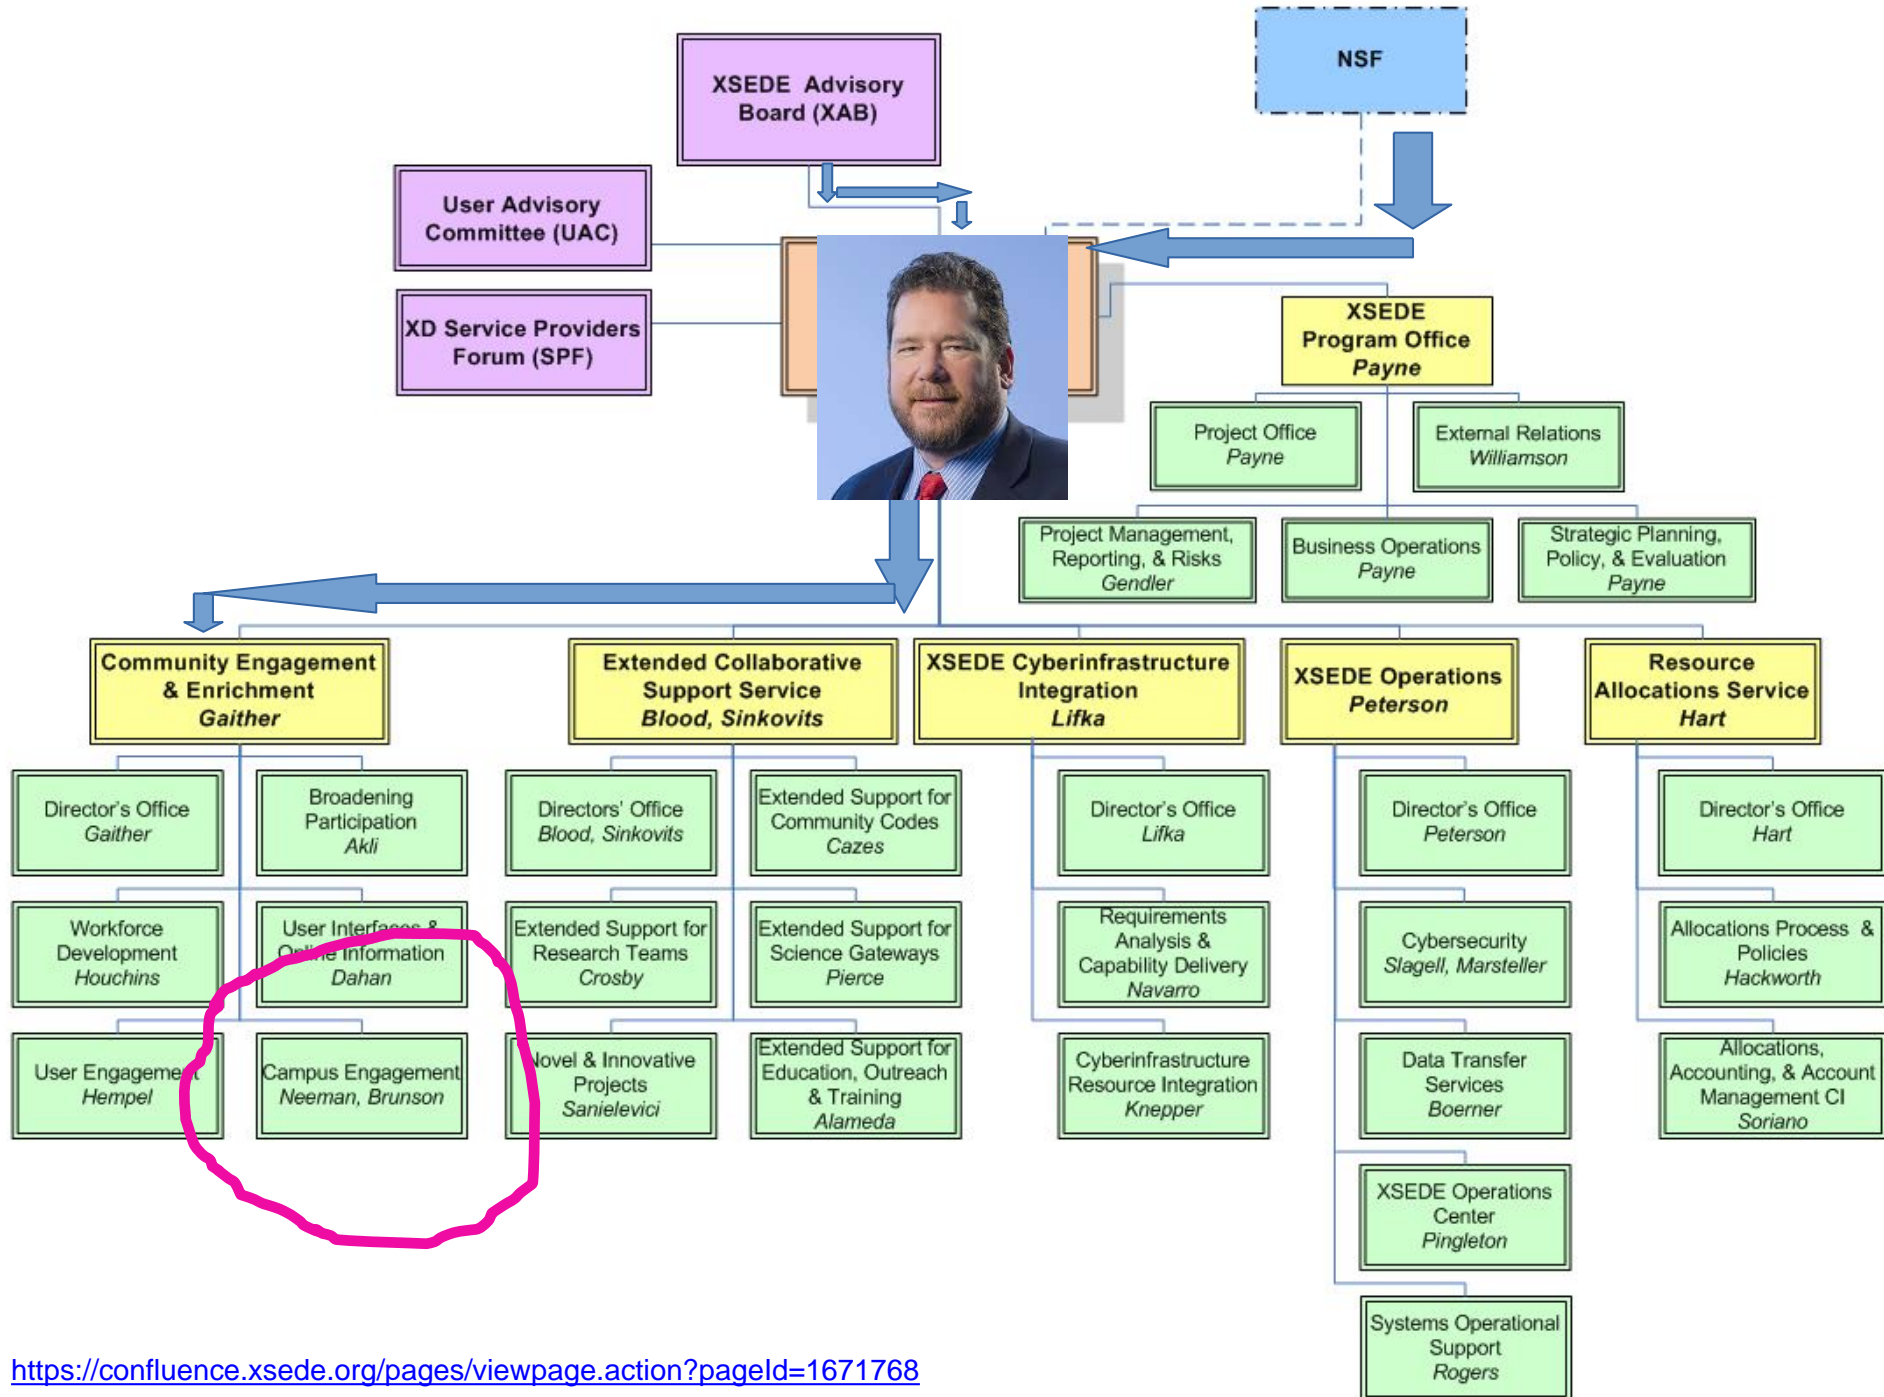 XSEDE Advisory
Board (XAB)
NSF
User Advisory
Committee (UAC)
XD Service Providers
Forum (SPF)
XSEDE
Program Office
Payne
Project Office
Payne
External Relations
Williamson
Project Management,
Reporting, & Risks
Gendler
Business Operations
Payne
Strategic Planning,
Policy, & Evaluation
Payne
Community Engagement
& Enrichment
Gaither
Extended Collaborative
Support Service
Blood, Sinkovits
XSEDE Cyberinfrastructure
Integration
Lifka
XSEDE Operations
Peterson
Resource
Allocations Service
Hart
Director's Office
Gaither
Broadening
Participation
Akli
Directors' Office
Blood, Sinkovits
Extended Support for
Community Codes
Cazes
Director's Office
Lifka
Director's Office
Peterson
Director's Office
Hart
Workforce
Development
Houchins
User Interfaces &
Online Information
Dahan
Extended Support for
Research Teams
Crosby
Extended Support for
Science Gateways
Pierce
Requirements
Analysis &
Capability Delivery
Navarro
Cybersecurity
Slagell, Marsteller
Allocations Process &
Policies
Hackworth
User Engagement
Hempel
Campus Engagement
Neeman, Brunson
Novel & Innovative
Projects
Sanielevici
Extended Support for
Education, Outreach
& Training
Alameda
Cyberinfrastructure
Resource Integration
Knepper
Data Transfer
Services
Boerner
Allocations,
Accounting, & Account
Management CI
Soriano
XSEDE Operations
Center
Pingleton
Systems Operational
Support
Rogers
https://confluence.xsede.org/pages/viewpage.action?pageId=1671768